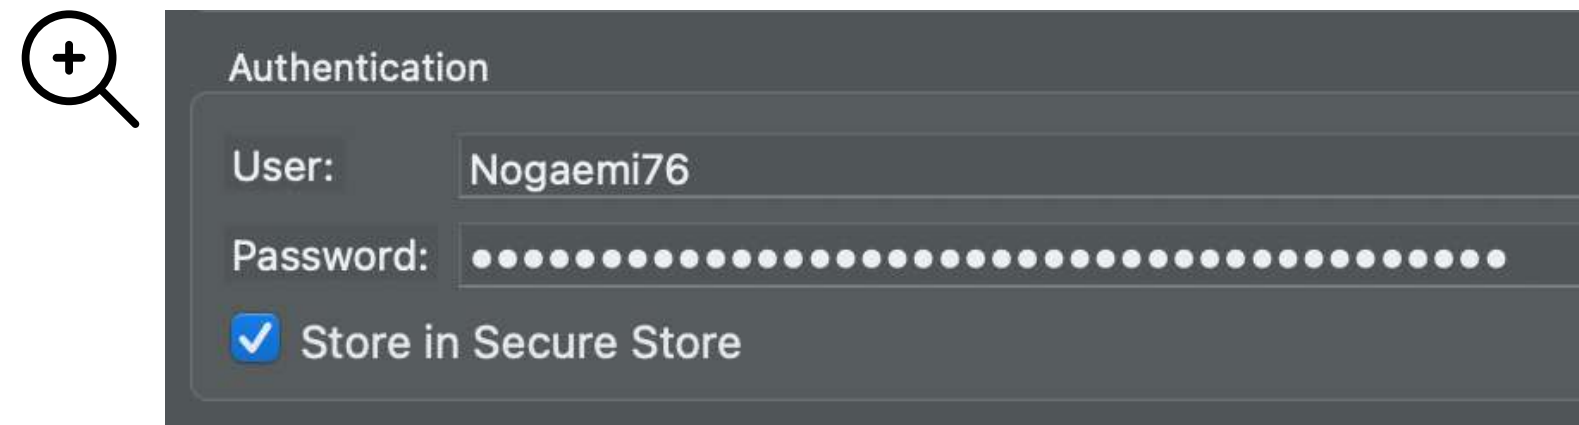 Authentication
User: Nogaemi76
Password: ••••••••••••••••••••••••••••••••••••••••
Store in Secure Store